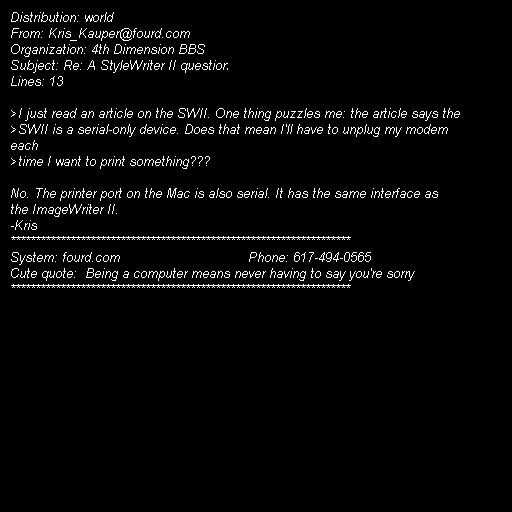 Distribution: world
From: Kris_Kauper@fourd.com
Organization: 4th Dimension BBS
Subject: Re: A StyleWriter II question.
Lines: 13
>I just read an article on the SWII. One thing puzzles me: the article says the
>SWII is a serial-only device. Does that mean I'll have to unplug my modem
each
>time I want to print something???
No. The printer port on the Mac is also serial. It has the same interface as
the ImageWriter II.
-Kris
********************************************************************
System: fourd.com Phone: 617-494-0565
Cute quote: Being a computer means never having to say you're sorry
********************************************************************